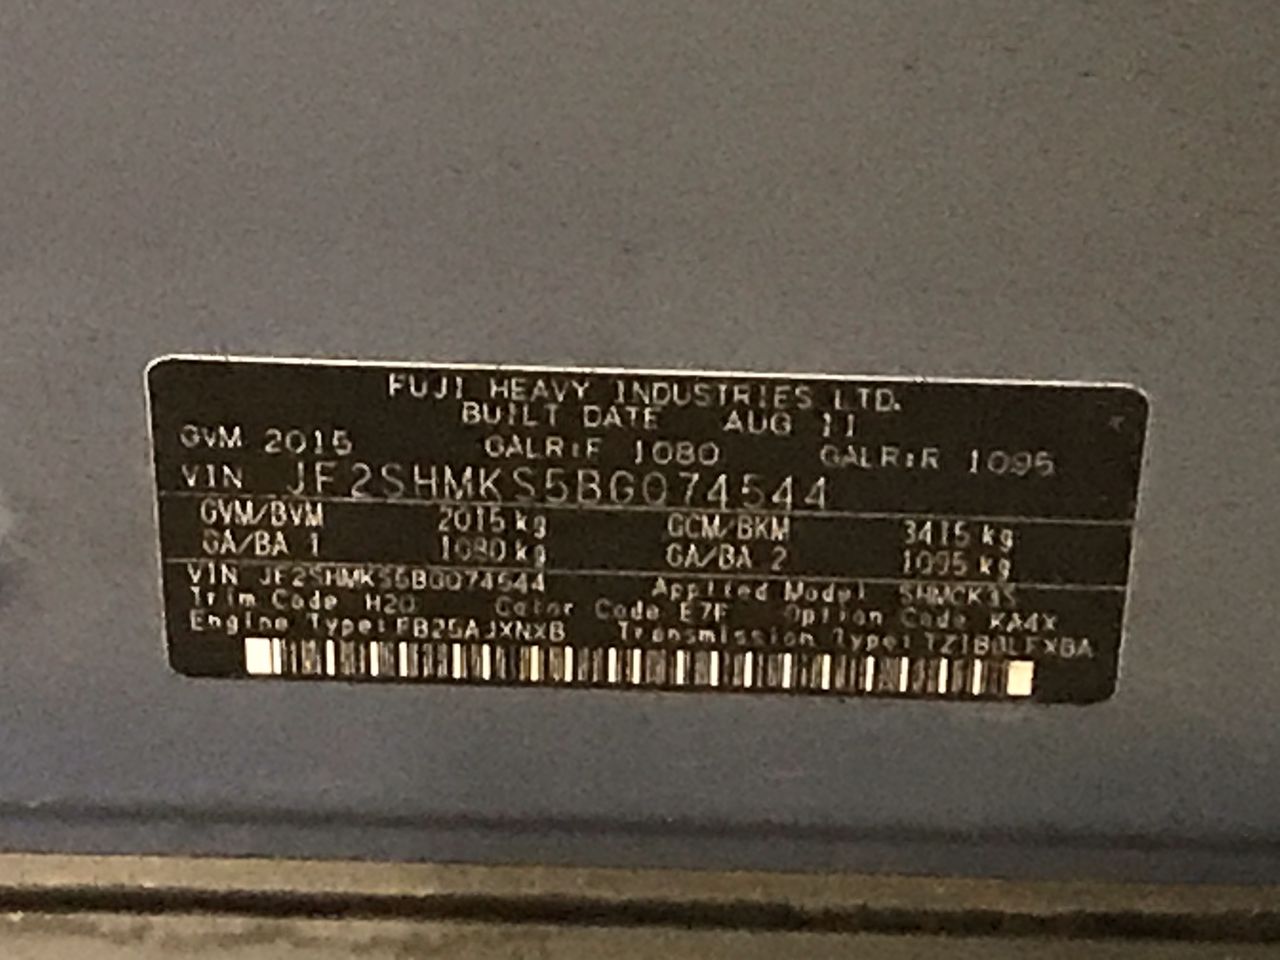 FUJI HEAVY INDUSTRIES LTD.
BUILT DATE AUG 11
GVM 2015 GALR:F 1080 GALR:R 1095
VIN JF2SHMKS5BG074544
GVM/BVM 2015 kg GCM/BKM 3415 kg
GA/BA 1 1080 kg GA/BA 2 1095 kg
VIN JF2SHMKS5BG074544 Applied Model
Trim Code H20 Color Code E7F Option Code KA4X
Engine Type: Transmission Type: